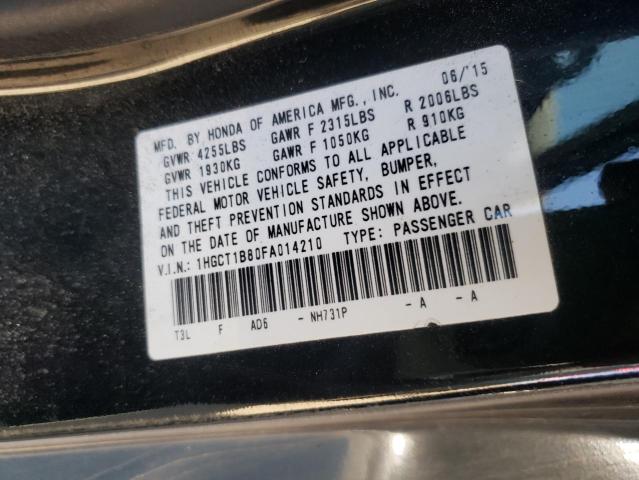 MFD. BY HONDA OF AMERICA MFG., INC. 06/'15
GVWR 4255LBS GAWR F 2315LBS R 2006LBS
GVWR 1930KG GAWR F 1050KG R 910KG
THIS VEHICLE CONFORMS TO ALL APPLICABLE
FEDERAL MOTOR VEHICLE SAFETY, BUMPER,
AND THEFT PREVENTION STANDARDS IN EFFECT
ON THE DATE OF MANUFACTURE SHOWN ABOVE.
V.I.N.: 1HGCT1B80FA014210 TYPE: PASSENGER CAR
T3L F AD6 - NH731P - A - A